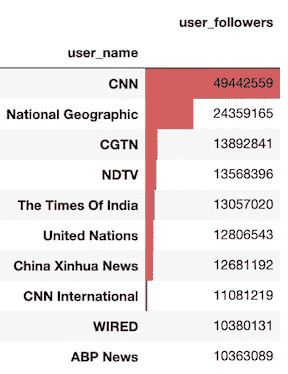 user_followers
user_name
CNN 49442559
National Geographic 24359165
CGTN 13892841
NDTV 13568396
The Times Of India 13057020
United Nations 12806543
China Xinhua News 12681192
CNN International 11081219
WIRED 10380131
ABP News 10363089